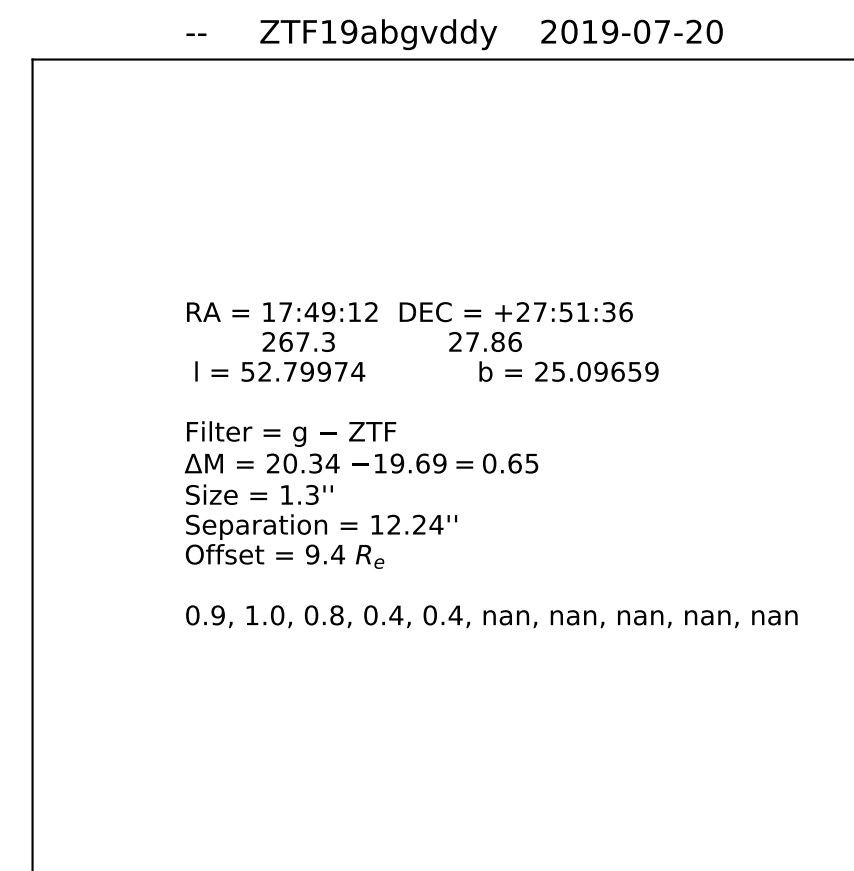 -- ZTF19abgvddy 2019-07-20
RA = 17:49:12 DEC = +27:51:36
267.3 27.86
l = 52.79974 b = 25.09659
Filter = g − ZTF
ΔM = 20.34 −19.69 = 0.65
Size = 1.3''
Separation = 12.24''
Offset = 9.4 Re
0.9, 1.0, 0.8, 0.4, 0.4, nan, nan, nan, nan, nan